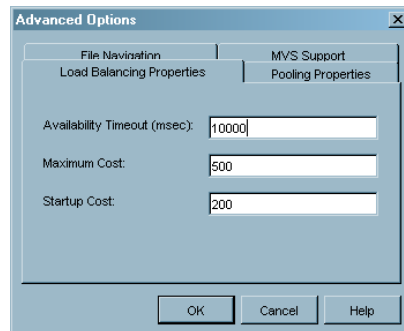 Advanced Options
File Navigation
MVS Support
Load Balancing Properties
Pooling Properties
Availability Timeout (msec):
10000
Maximum Cost:
500
Startup Cost:
200
OK
Cancel
Help